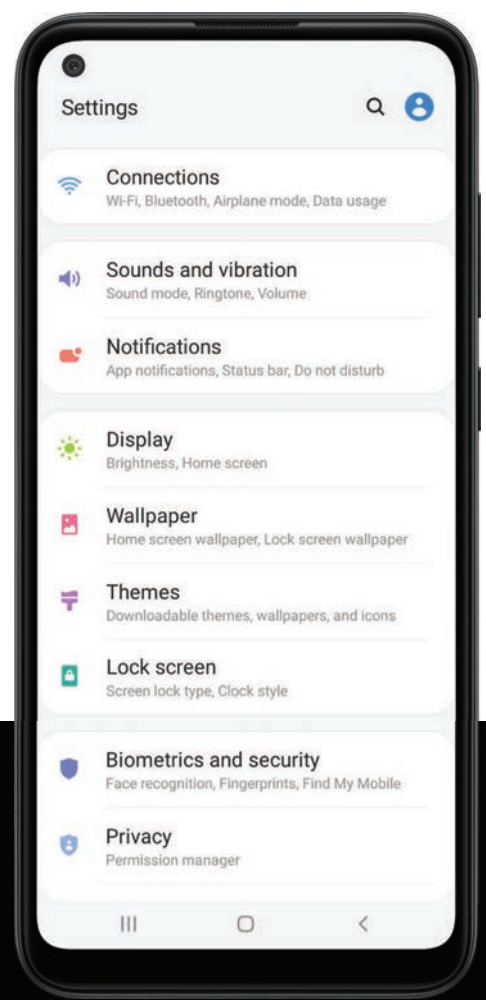 Settings
Connections
Wi-Fi, Bluetooth, Airplane mode, Data usage
Sounds and vibration
Sound mode, Ringtone, Volume
Notifications
App notifications, Status bar, Do not disturb
Display
Brightness, Home screen
Wallpaper
Home screen wallpaper, Lock screen wallpaper
Themes
Downloadable themes, wallpapers, and icons
Lock screen
Screen lock type, Clock style
Biometrics and security
Face recognition, Fingerprints, Find My Mobile
Privacy
Permission manager